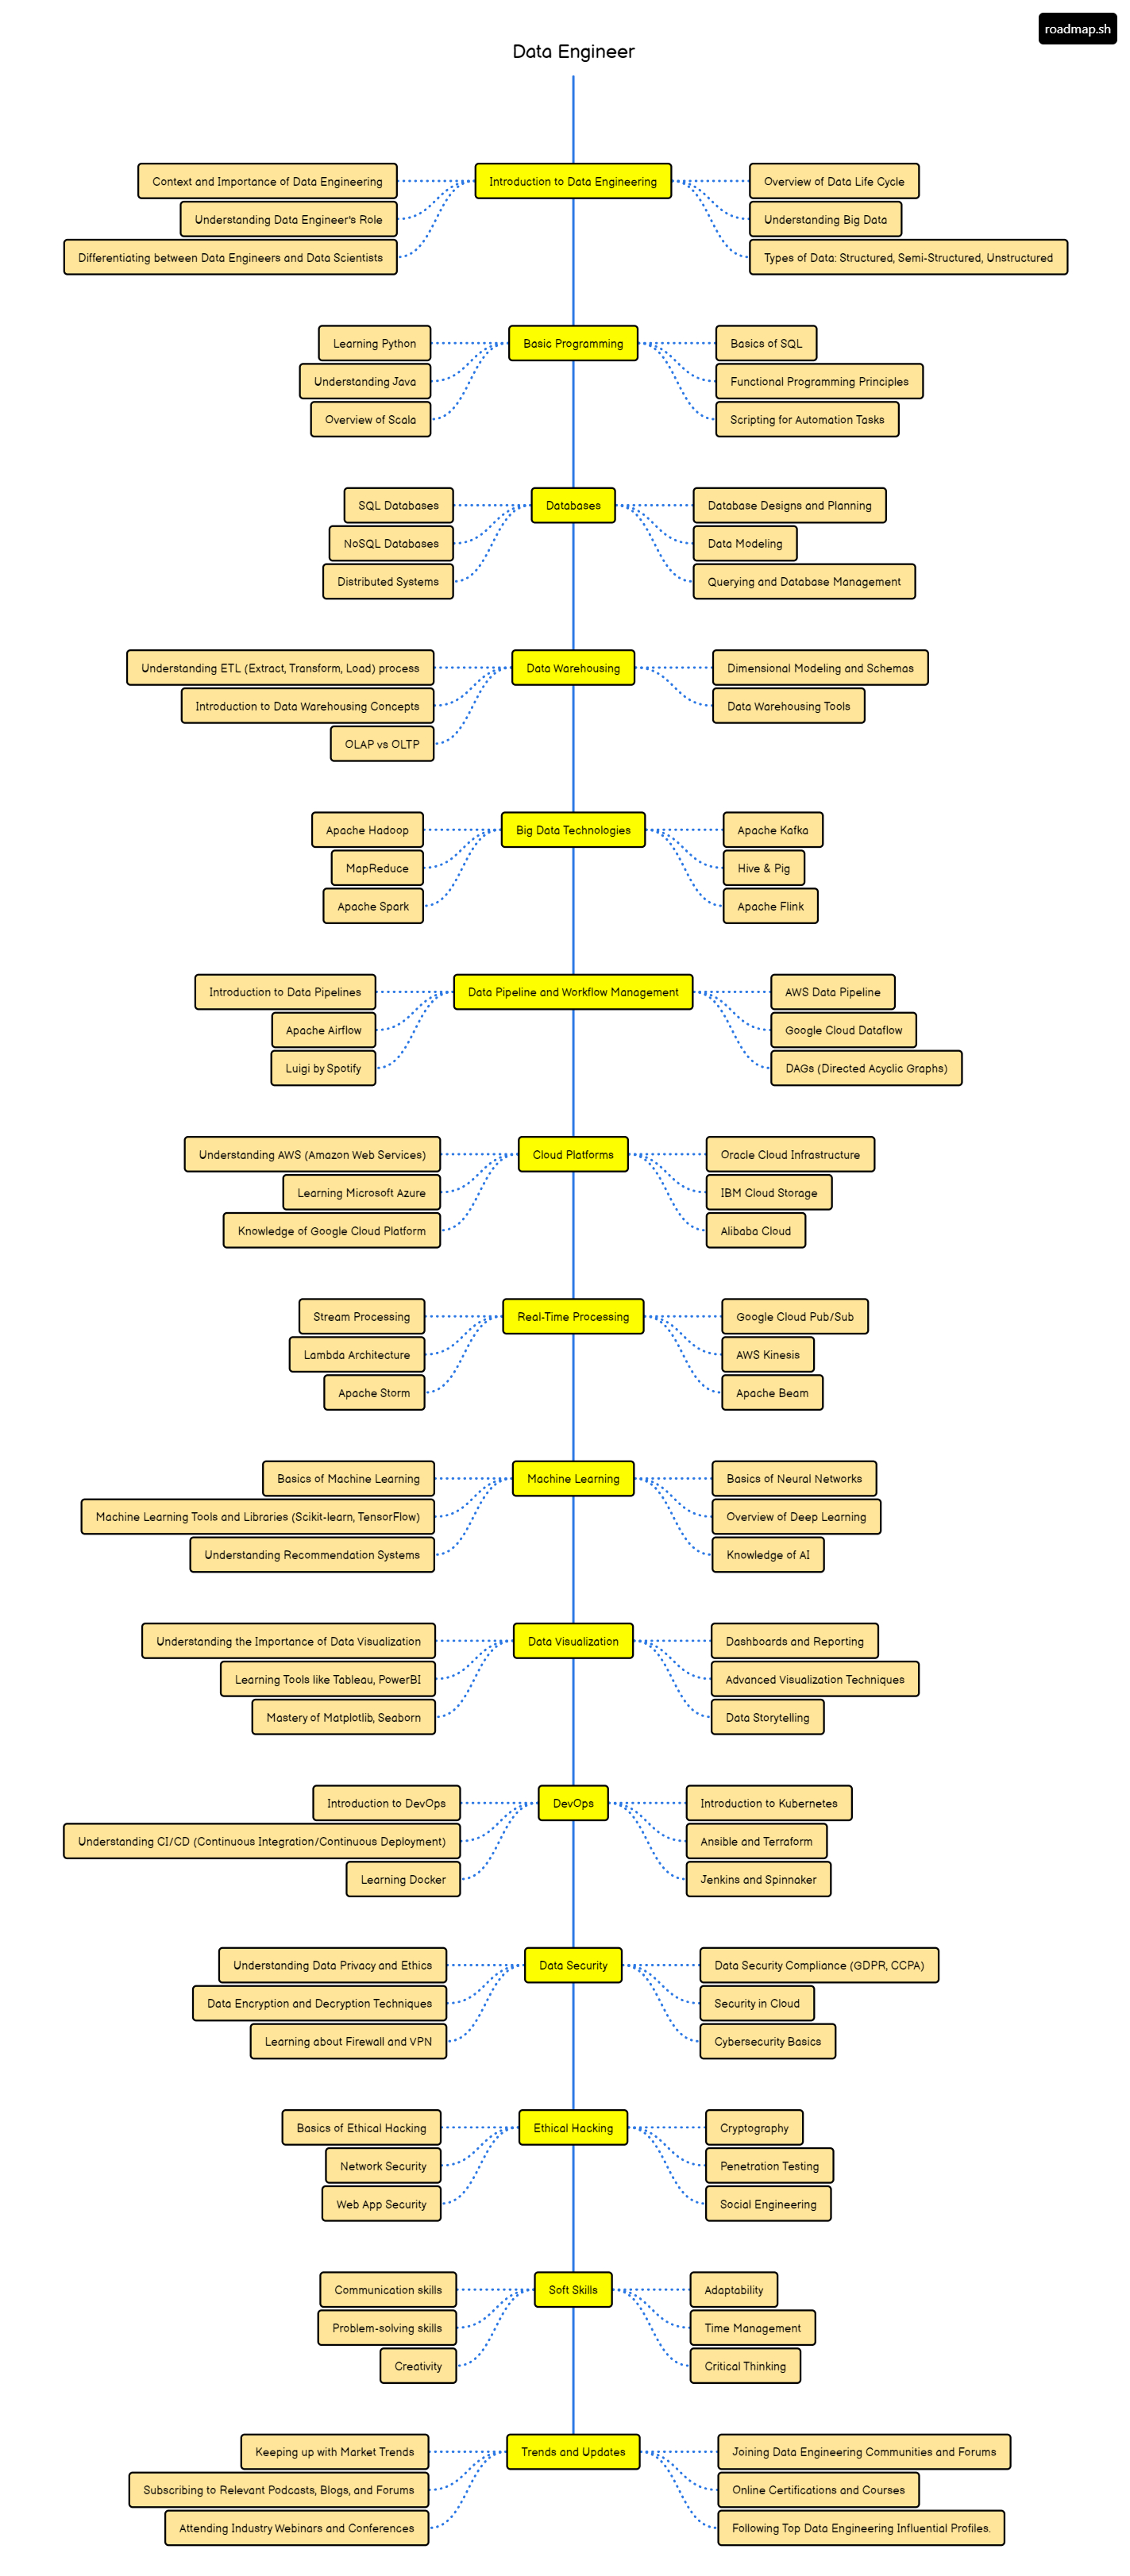 roadmap.sh
Data Engineer
Context and Importance of Data Engineering
Understanding Data Engineer's Role
Differentiating between Data Engineers and Data Scientists
Introduction to Data Engineering
Overview of Data Life Cycle
Understanding Big Data
Types of Data: Structured, Semi-Structured, Unstructured
Learning Python
Understanding Java
Overview of Scala
Basic Programming
Basics of SQL
Functional Programming Principles
Scripting for Automation Tasks
SQL Databases
NoSQL Databases
Distributed Systems
Databases
Database Designs and Planning
Data Modeling
Querying and Database Management
Understanding ETL (Extract, Transform, Load) process
Introduction to Data Warehousing Concepts
OLAP vs OLTP
Data Warehousing
Dimensional Modeling and Schemas
Data Warehousing Tools
Apache Hadoop
MapReduce
Apache Spark
Big Data Technologies
Apache Kafka
Hive & Pig
Apache Flink
Introduction to Data Pipelines
Apache Airflow
Luigi by Spotify
Data Pipeline and Workflow Management
AWS Data Pipeline
Google Cloud Dataflow
DAGs (Directed Acyclic Graphs)
Understanding AWS (Amazon Web Services)
Learning Microsoft Azure
Knowledge of Google Cloud Platform
Cloud Platforms
Oracle Cloud Infrastructure
IBM Cloud Storage
Alibaba Cloud
Stream Processing
Lambda Architecture
Apache Storm
Real-Time Processing
Google Cloud Pub/Sub
AWS Kinesis
Apache Beam
Basics of Machine Learning
Machine Learning Tools and Libraries (Scikit-learn, TensorFlow)
Understanding Recommendation Systems
Machine Learning
Basics of Neural Networks
Overview of Deep Learning
Knowledge of AI
Understanding the Importance of Data Visualization
Learning Tools like Tableau, PowerBI
Mastery of Matplotlib, Seaborn
Data Visualization
Dashboards and Reporting
Advanced Visualization Techniques
Data Storytelling
Introduction to DevOps
Understanding CI/CD (Continuous Integration/Continuous Deployment)
Learning Docker
DevOps
Introduction to Kubernetes
Ansible and Terraform
Jenkins and Spinnaker
Understanding Data Privacy and Ethics
Data Encryption and Decryption Techniques
Learning about Firewall and VPN
Data Security
Data Security Compliance (GDPR, CCPA)
Security in Cloud
Cybersecurity Basics
Basics of Ethical Hacking
Network Security
Web App Security
Ethical Hacking
Cryptography
Penetration Testing
Social Engineering
Communication skills
Problem-solving skills
Creativity
Soft Skills
Adaptability
Time Management
Critical Thinking
Keeping up with Market Trends
Subscribing to Relevant Podcasts, Blogs, and Forums
Attending Industry Webinars and Conferences
Trends and Updates
Joining Data Engineering Communities and Forums
Online Certifications and Courses
Following Top Data Engineering Influential Profiles.